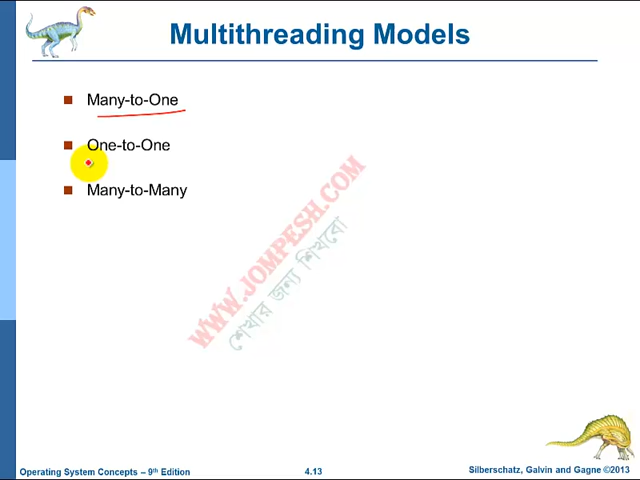 Multithreading Models
Many-to-One
One-to-One
Many-to-Many
WWW.JOMPESH.COM
শেখার জন্য শিখবো
Operating System Concepts – 9th Edition
4.13
Silberschatz, Galvin and Gagne ©2013